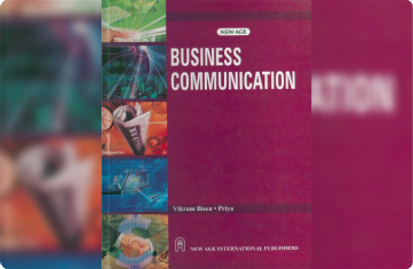 NEW AGE
BUSINESS
COMMUNICATION
Vikram Bisen • Priya
NEW AGE INTERNATIONAL PUBLISHERS